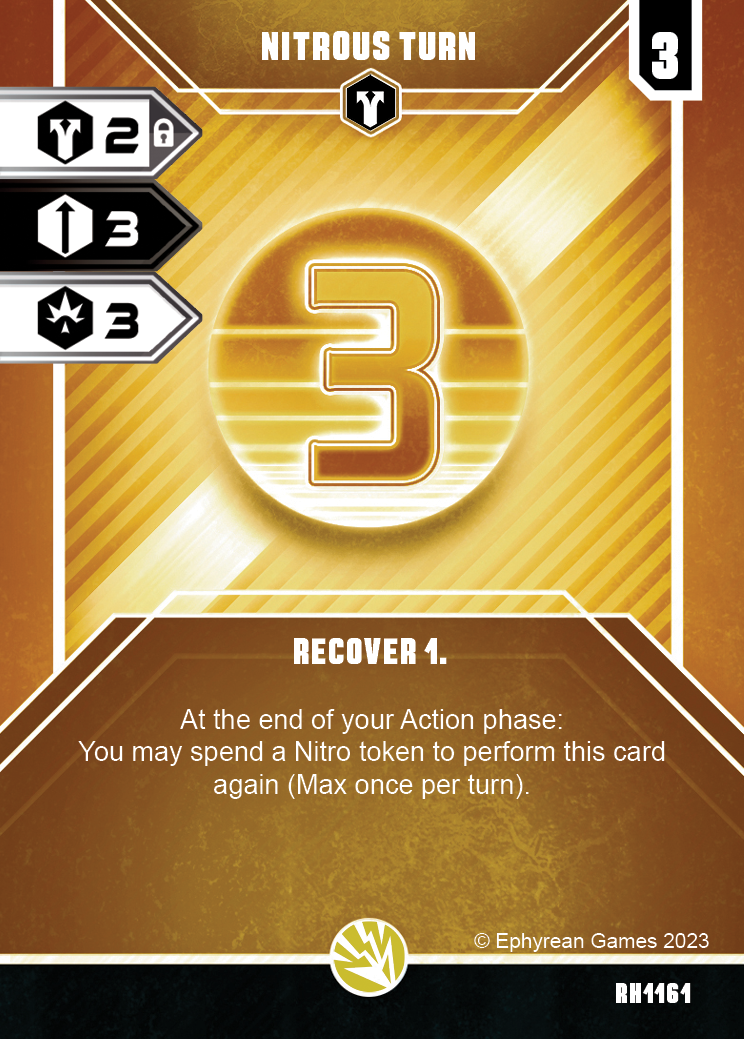 NITROUS TURN
3
2
3
3
3
RECOVER 1.
At the end of your Action phase:
You may spend a Nitro token to perform this card
again (Max once per turn).
© Ephyrean Games 2023
RH1161